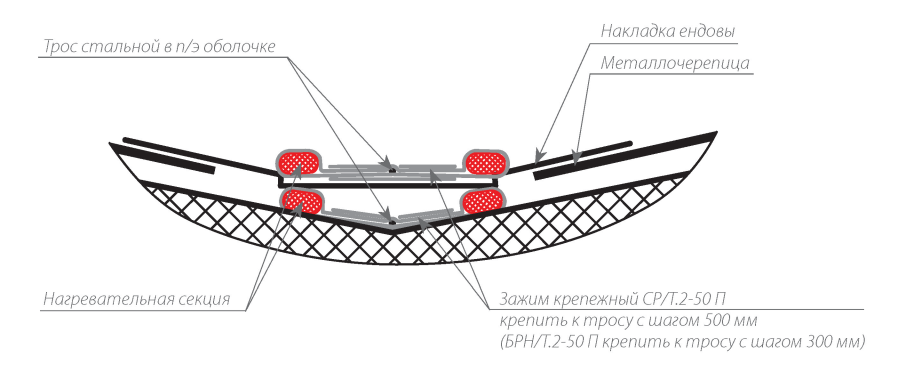 Трос стальной в п/э оболочке
Накладка ендовы
Металлочерепица
Нагревательная секция
Зажим крепежный СР/Т.2-50 П
крепить к тросу с шагом 500 мм
(БРН/Т.2-50 П крепить к тросу с шагом 300 мм)